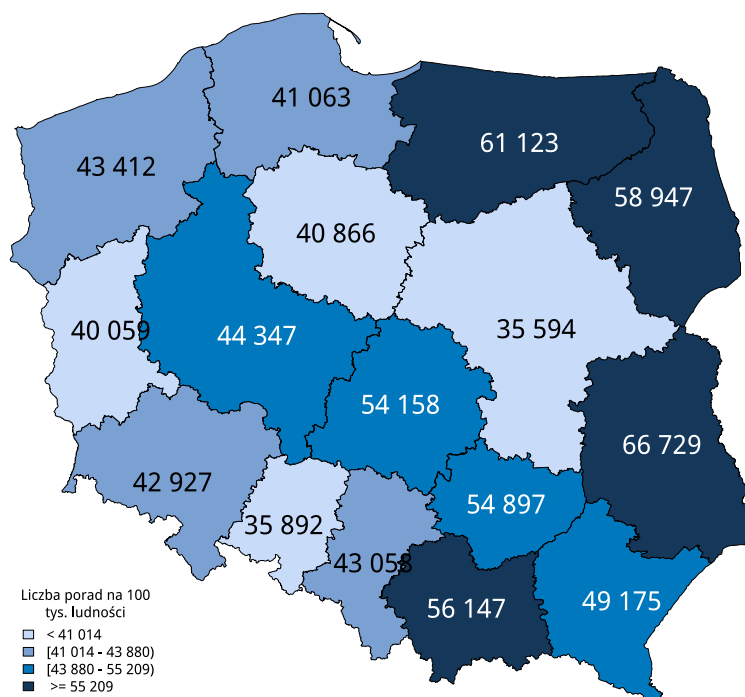 41 063
61 123
43 412
58 947
40 866
40 059
44 347
35 594
54 158
66 729
42 927
54 897
35 892
43 058
56 147
49 175
Liczba porad na 100
tys. ludności
< 41 014
[41 014 - 43 880)
[43 880 - 55 209)
>= 55 209